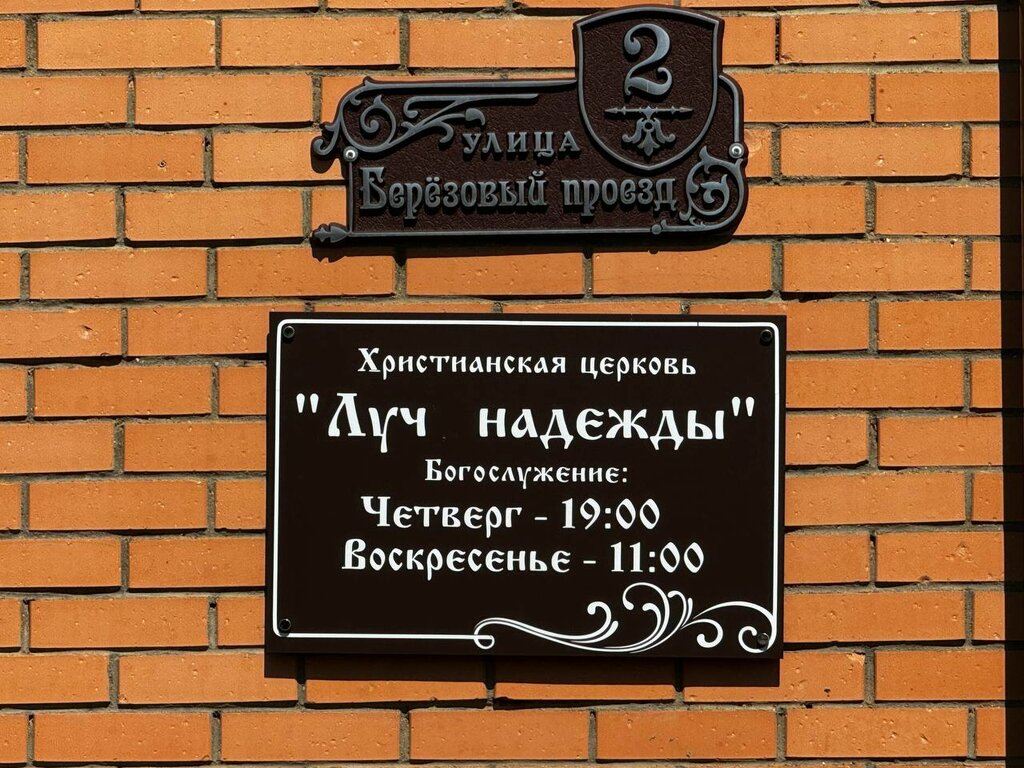 2
улица
Берёзовый проезд
Христианская церковь
"Луч надежды"
Богослужение:
Четверг - 19:00
Воскресенье - 11:00